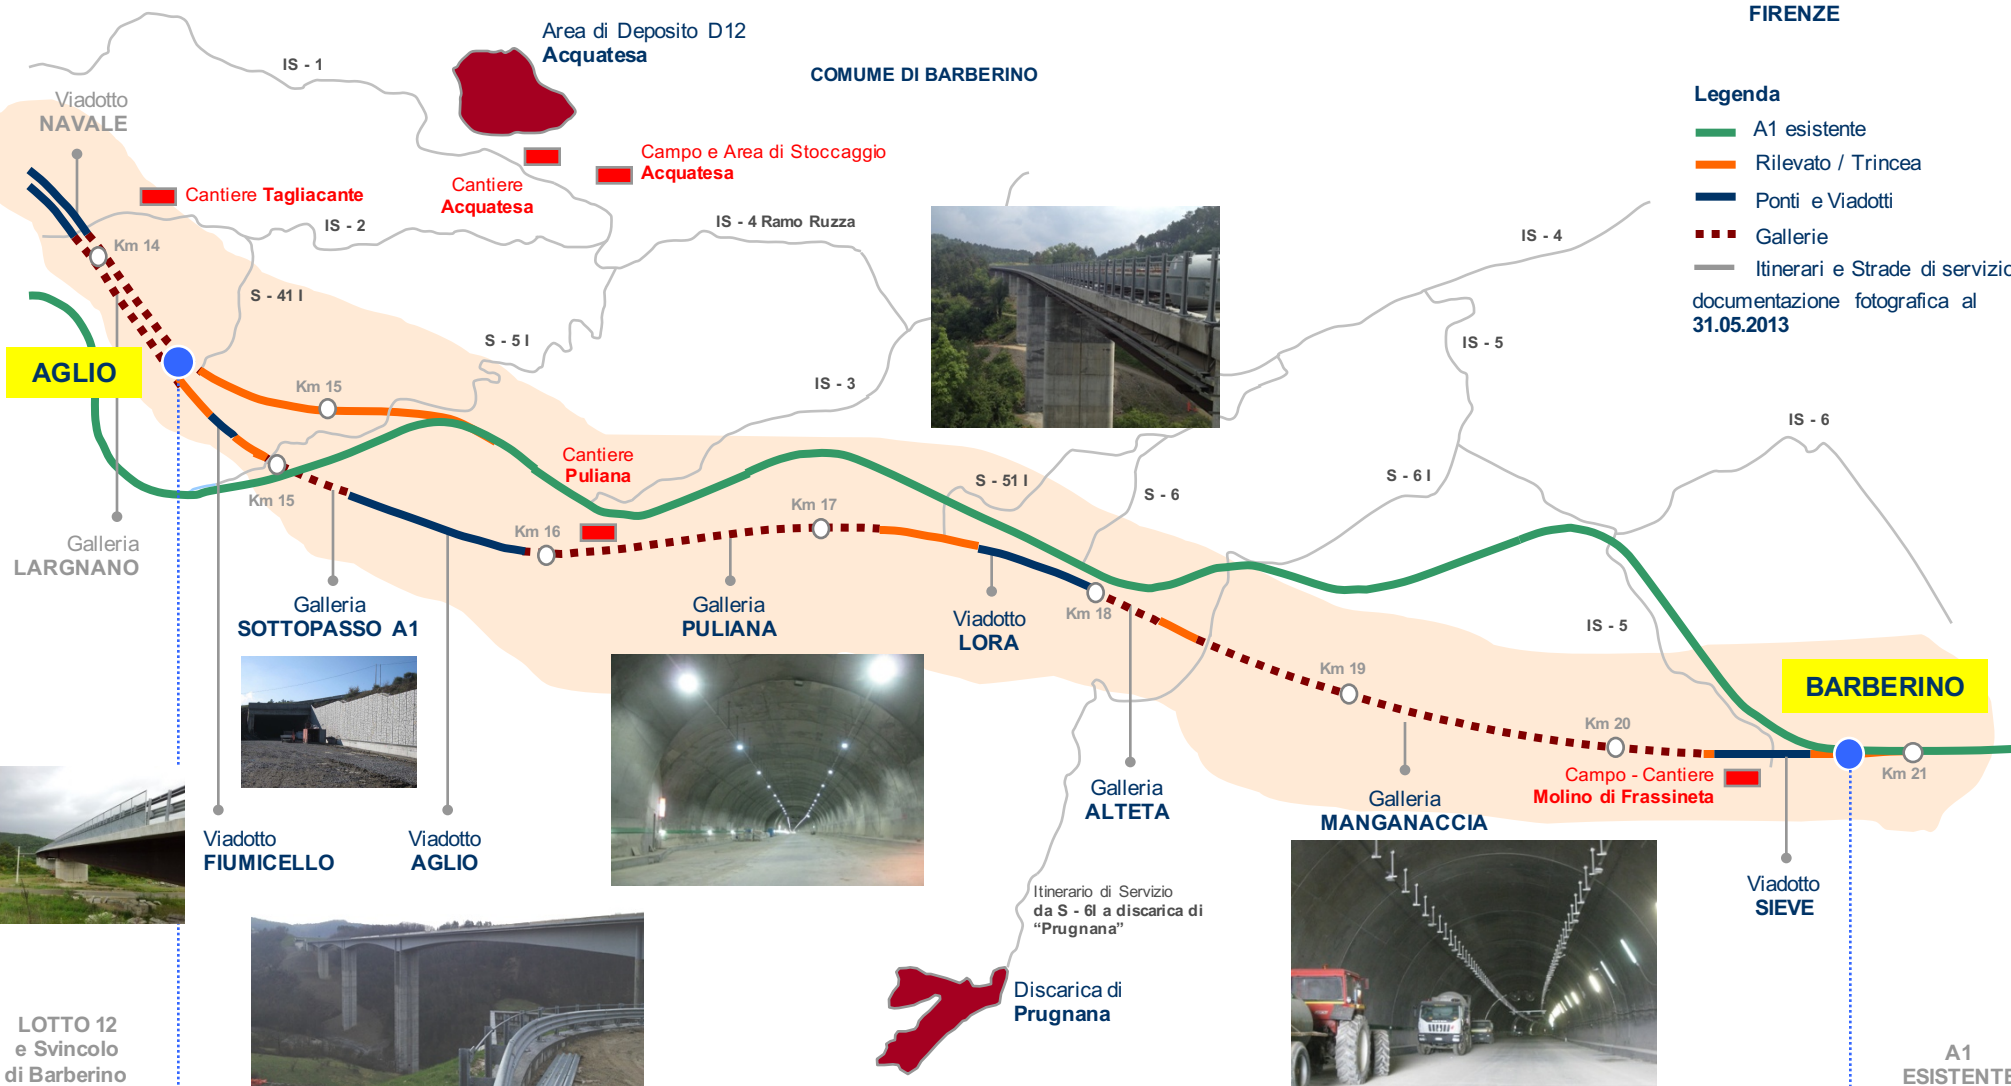 FIRENZE
Area di Deposito D12
Acquatesa
COMUME DI BARBERINO
IS - 1
Legenda
A1 esistente
Rilevato / Trincea
Ponti e Viadotti
Gallerie
Itinerari e Strade di servizio
documentazione fotografica al
31.05.2013
Viadotto
NAVALE
Campo e Area di Stoccaggio
Acquatesa
Cantiere Tagliacante
Cantiere
Acquatesa
IS - 2
IS - 4 Ramo Ruzza
IS - 4
Km 14
S - 41 I
S - 5 I
IS - 5
AGLIO
Km 15
IS - 3
IS - 6
Cantiere
Puliana
Km 15
Km 16
Km 17
S - 51 I
S - 6
S - 6 I
Galleria
LARGNANO
Galleria
SOTTOPASSO A1
Galleria
PULIANA
Viadotto
LORA
Km 18
IS - 5
Km 19
BARBERINO
Km 20
Km 21
Campo - Cantiere
Molino di Frassineta
Galleria
ALTETA
Galleria
MANGANACCIA
Viadotto
FIUMICELLO
Viadotto
AGLIO
Viadotto
SIEVE
Itinerario di Servizio
da S - 6I a discarica di
“Prugnana”
Discarica di
Prugnana
LOTTO 12
e Svincolo
di Barberino
A1
ESISTENTE